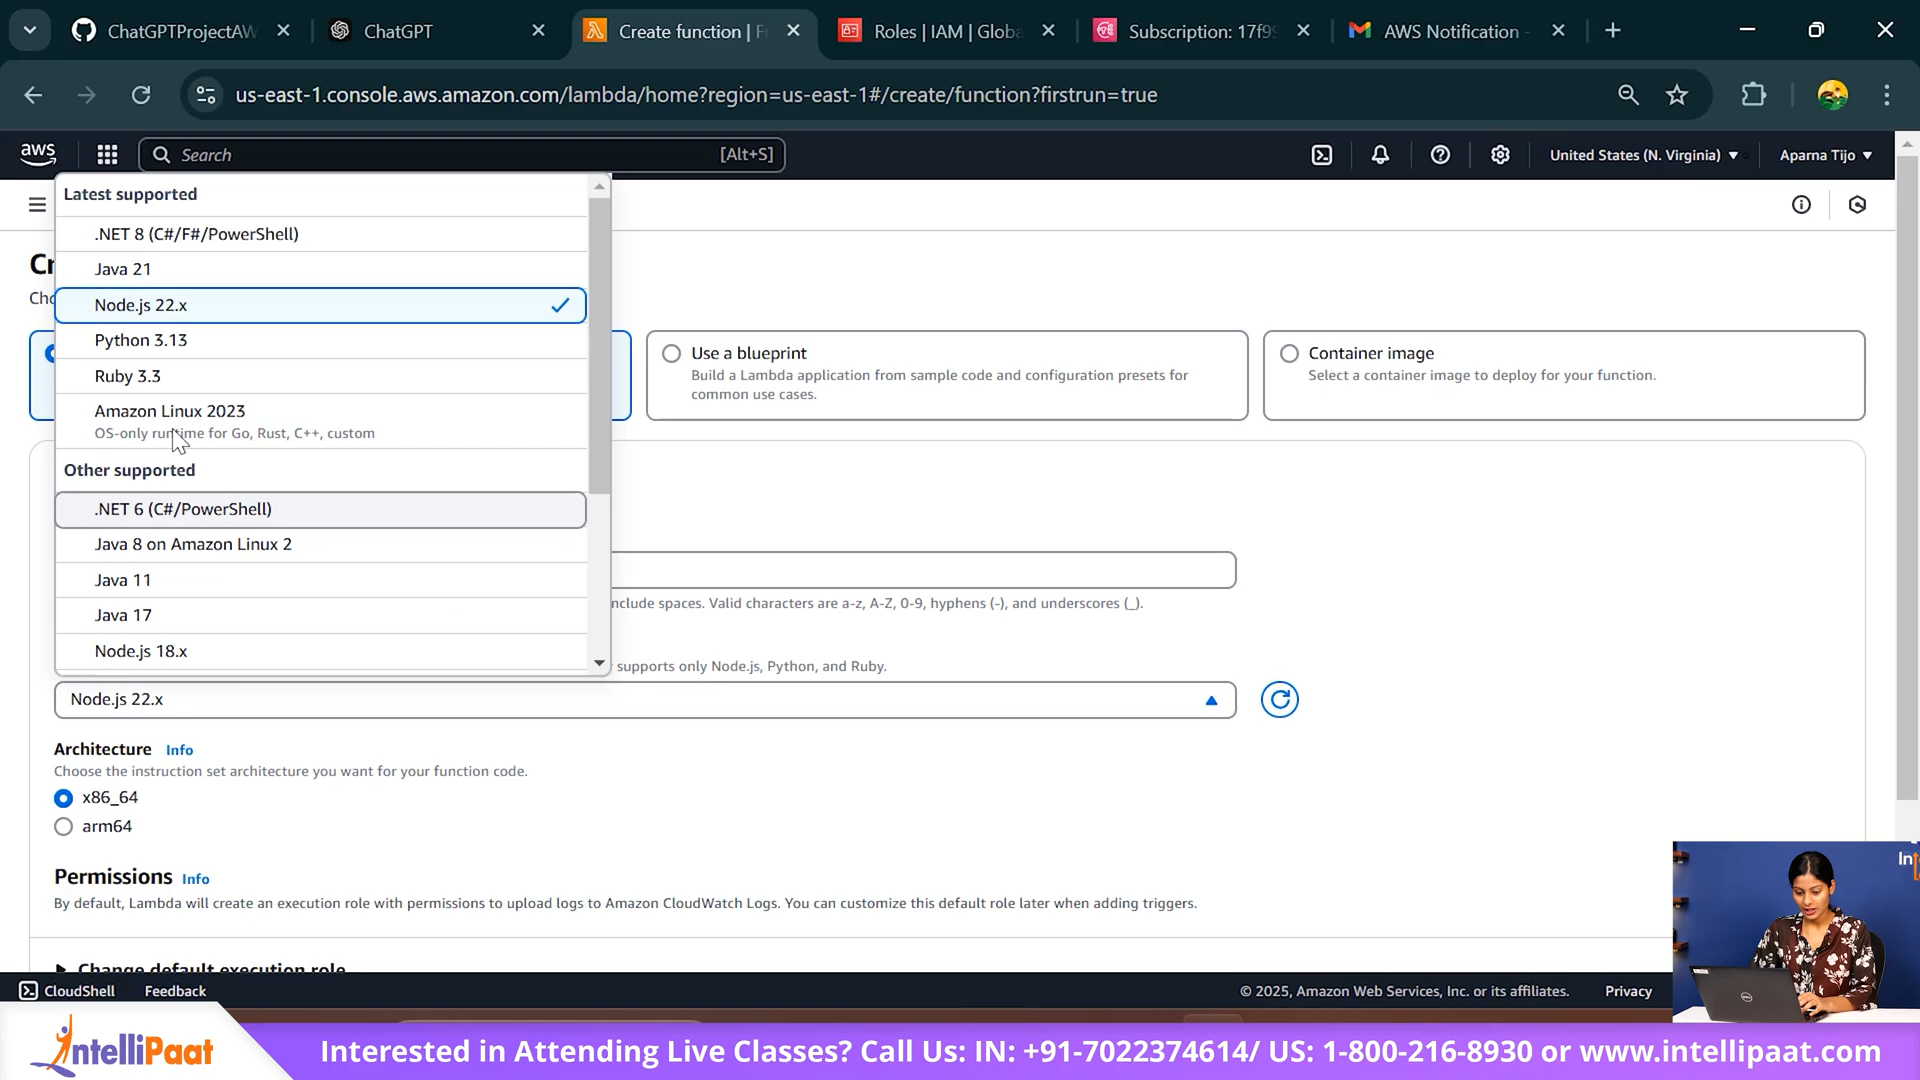 ChatGPTProjectAW
ChatGPT
Create function | F
Roles | IAM | Globa
Subscription: 17f9
AWS Notification -
us-east-1.console.aws.amazon.com/lambda/home?region=us-east-1#/create/function?firstrun=true
aws
Search
[Alt+S]
United States (N. Virginia)
Aparna Tijo
Latest supported
.NET 8 (C#/F#/PowerShell)
Java 21
Cr
Cho
Node.js 22.x
Python 3.13
Ruby 3.3
Amazon Linux 2023
OS-only runtime for Go, Rust, C++, custom
Other supported
.NET 6 (C#/PowerShell)
Java 8 on Amazon Linux 2
Java 11
Java 17
Node.js 18.x
Use a blueprint
Build a Lambda application from sample code and configuration presets for
common use cases.
Container image
Select a container image to deploy for your function.
nclude spaces. Valid characters are a-z, A-Z, 0-9, hyphens (-), and underscores (_).
supports only Node.js, Python, and Ruby.
Node.js 22.x
Architecture Info
Choose the instruction set architecture you want for your function code.
x86_64
arm64
Permissions Info
By default, Lambda will create an execution role with permissions to upload logs to Amazon CloudWatch Logs. You can customize this default role later when adding triggers.
Change default execution role
CloudShell
Feedback
© 2025, Amazon Web Services, Inc. or its affiliates.
Privacy
IntelliPaat
Interested in Attending Live Classes? Call Us: IN: +91-7022374614/ US: 1-800-216-8930 or www.intellipaat.com